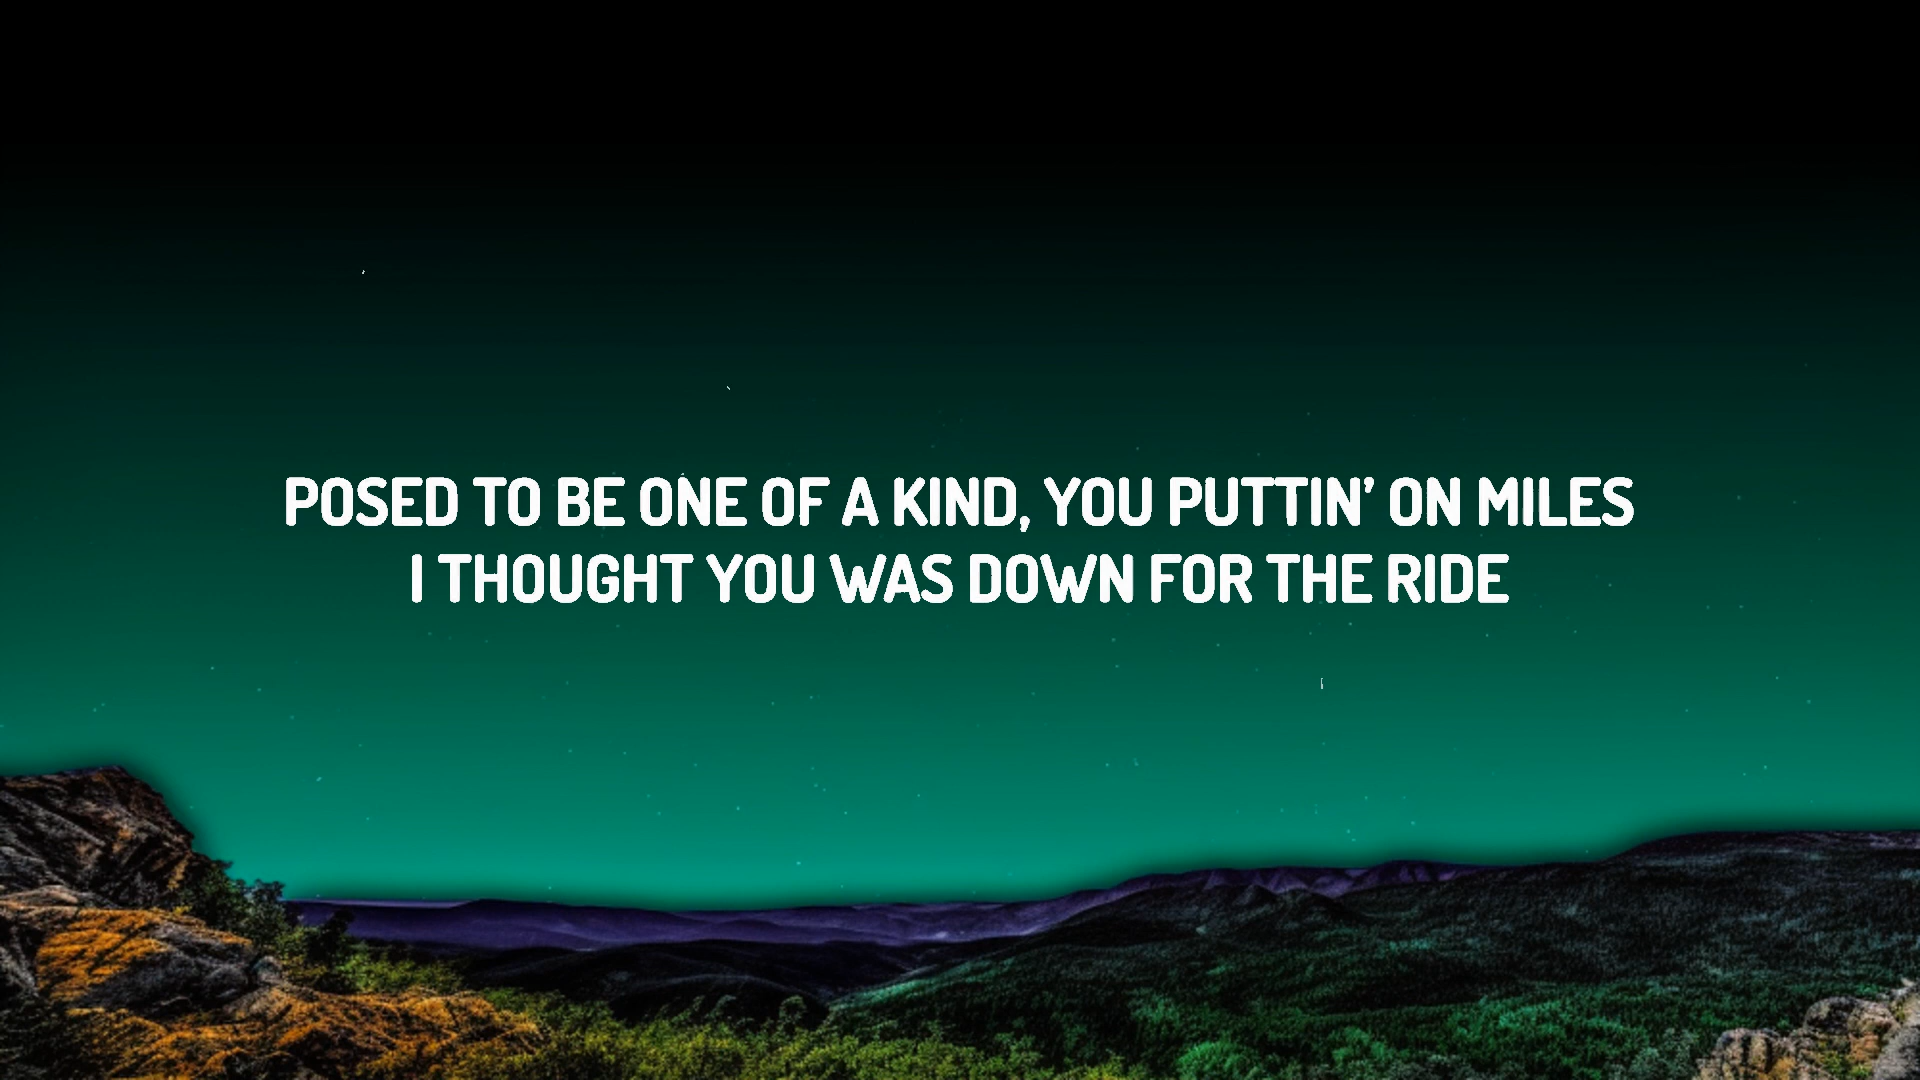 POSED TO BE ONE OF A KIND, YOU PUTTIN’ ON MILES
I THOUGHT YOU WAS DOWN FOR THE RIDE